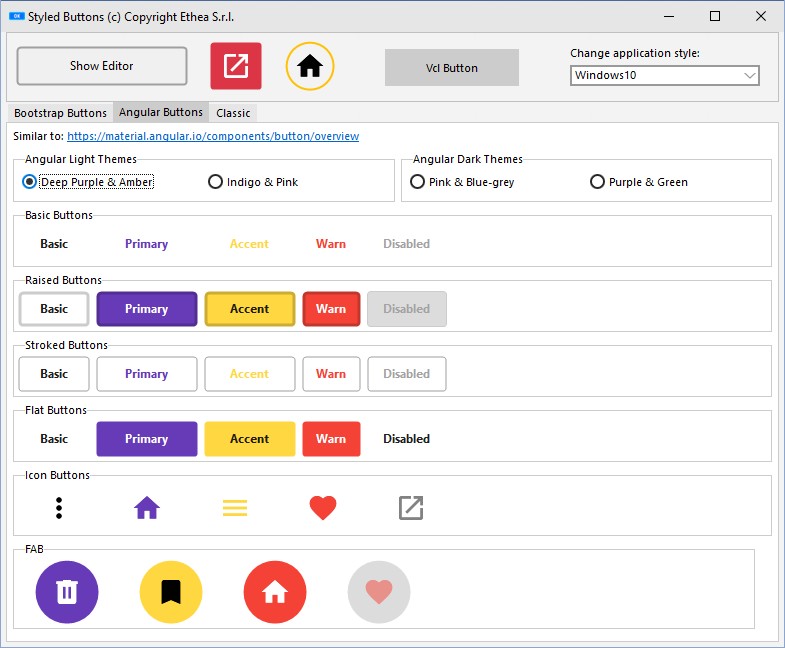 Styled Buttons (c) Copyright Ethea S.r.l.
Show Editor
Vcl Button
Change application style:
Windows10
Bootstrap Buttons Angular Buttons Classic
Similar to: https://material.angular.io/components/button/overview
Angular Light Themes
Deep Purple & Amber Indigo & Pink
Angular Dark Themes
Pink & Blue-grey Purple & Green
Basic Buttons
Basic Primary Accent Warn Disabled
Raised Buttons
Basic Primary Accent Warn Disabled
Stroked Buttons
Basic Primary Accent Warn Disabled
Flat Buttons
Basic Primary Accent Warn Disabled
Icon Buttons
FAB